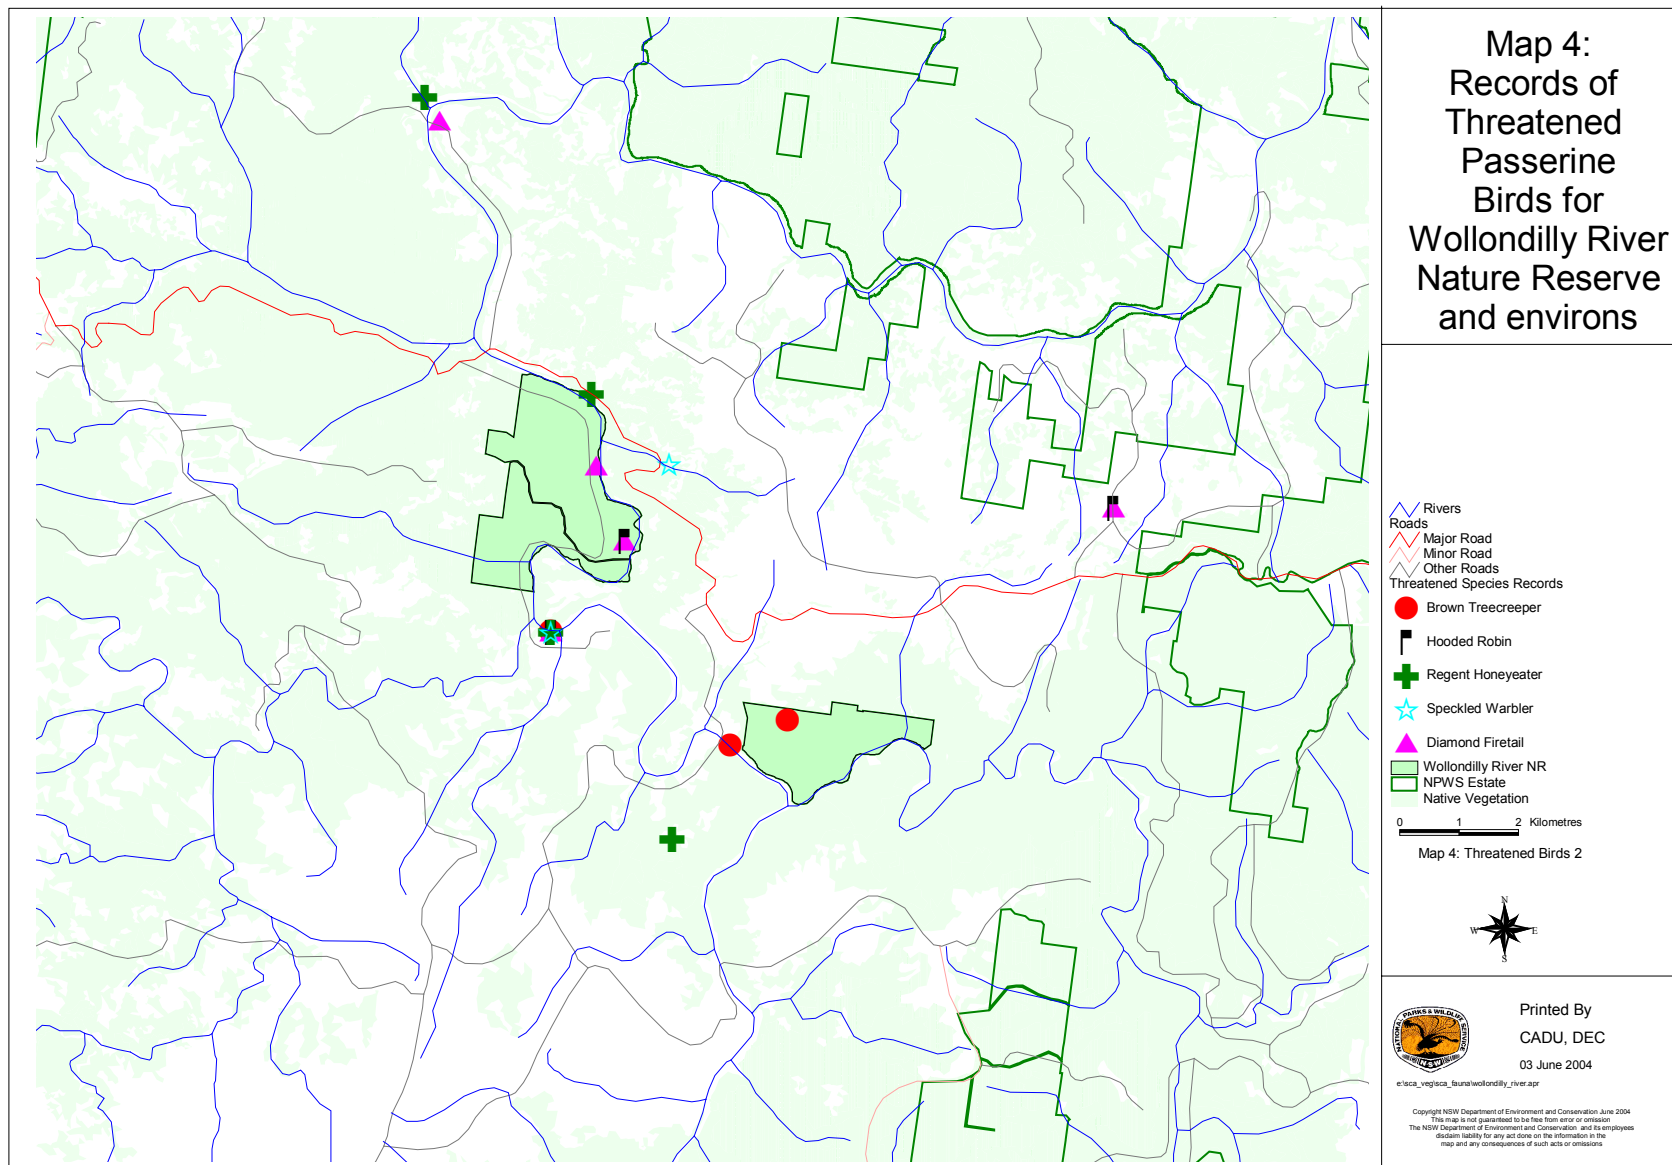 Map 4:
Records of
Threatened
Passerine
Birds for
Wollondilly River
Nature Reserve
and environs
Rivers
Roads
Major Road
Minor Road
Other Roads
Threatened Species Records
Brown Treecreeper
Hooded Robin
Regent Honeyeater
Speckled Warbler
Diamond Firetail
Wollondilly River NR
NPWS Estate
Native Vegetation
0 1 2 Kilometres
Map 4: Threatened Birds 2
N
W E
S
NATIONAL PARKS & WILDLIFE SERVICE
NSW
Printed By
CADU, DEC
03 June 2004
e:\sca_veg\sca_fauna\wollondilly_river.apr
Copyright NSW Department of Environment and Conservation June 2004
This map is not guaranteed to be free from error or omission
The NSW Department of Environment and Conservation and its employees
disclaim liability for any act done on the information in the
map and any consequences of such acts or omissions